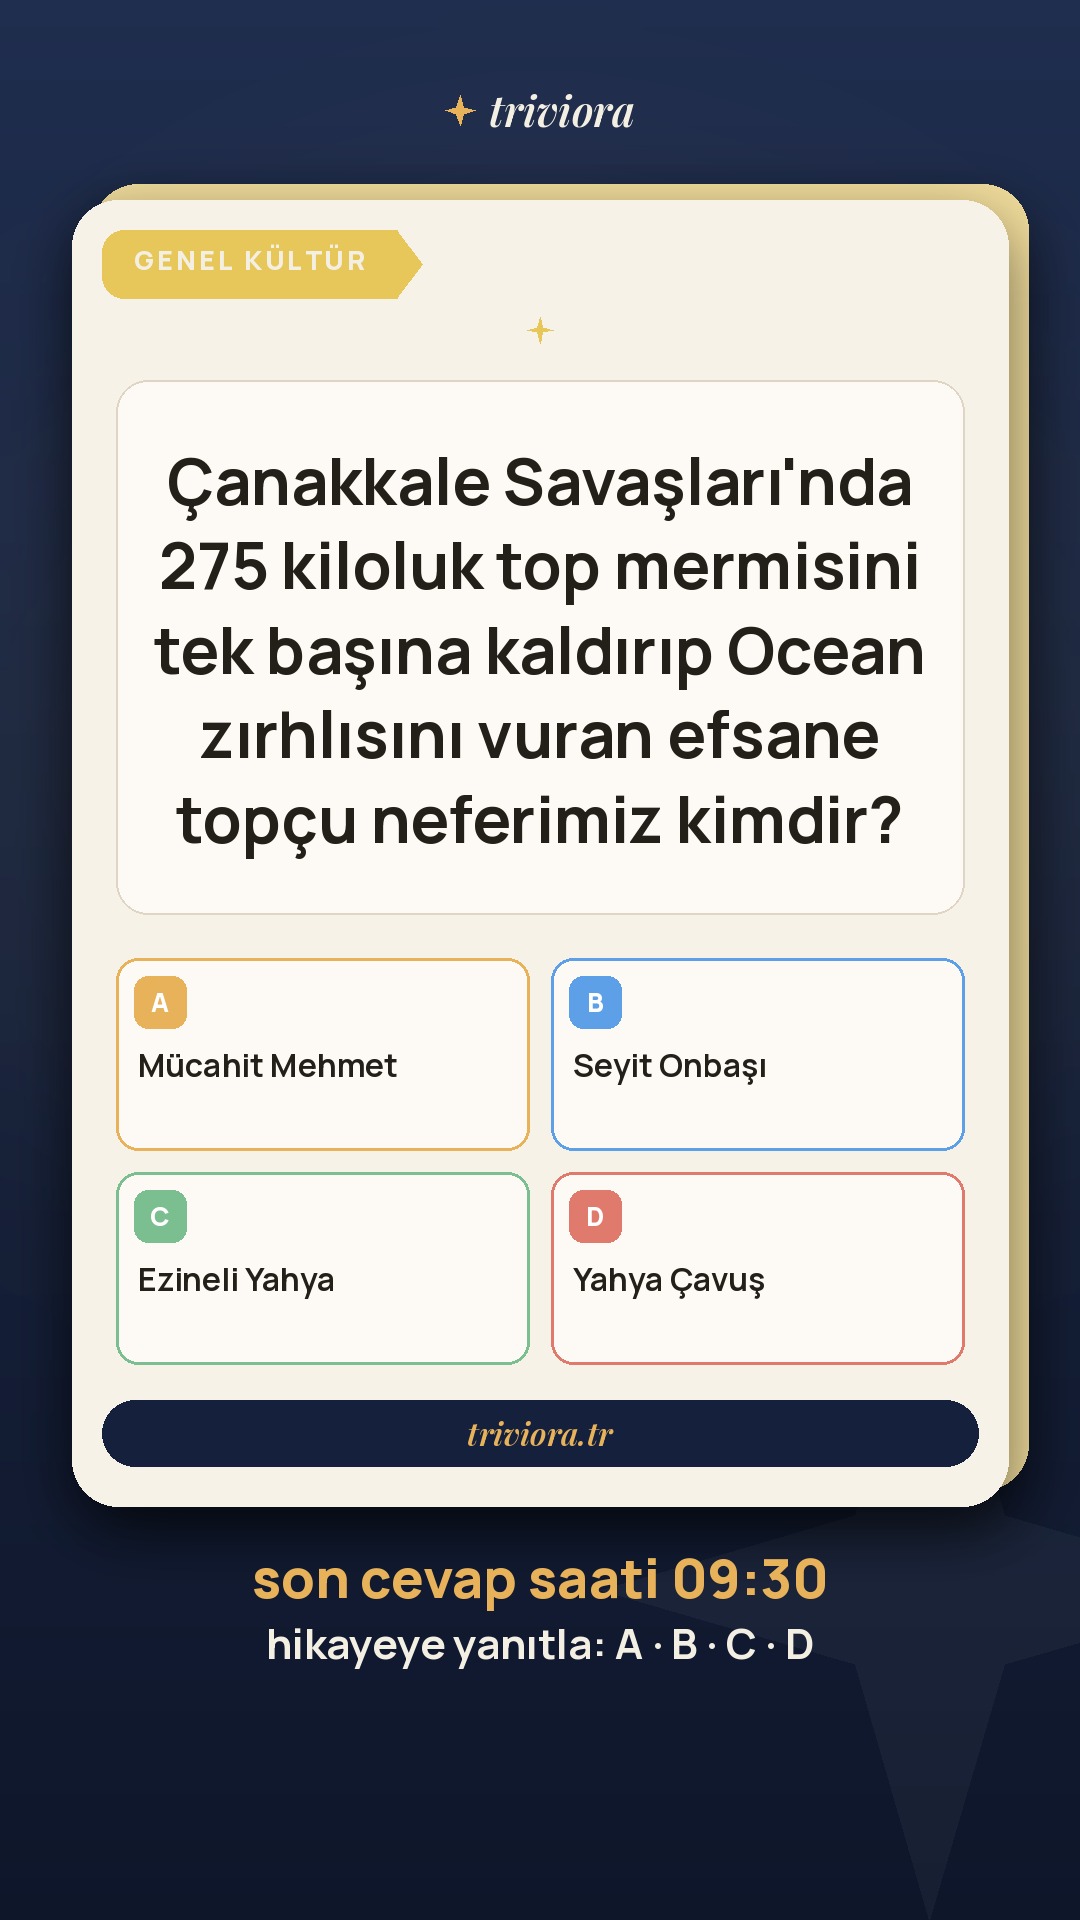 triviora
GENEL KÜLTÜR
Çanakkale Savaşları'nda
275 kiloluk top mermisini
tek başına kaldırıp Ocean
zırhlısını vuran efsane
topçu neferimiz kimdir?
A
Mücahit Mehmet
B
Seyit Onbaşı
C
Ezineli Yahya
D
Yahya Çavuş
triviora.tr
son cevap saati 09:30
hikayeye yanıtla: A · B · C · D